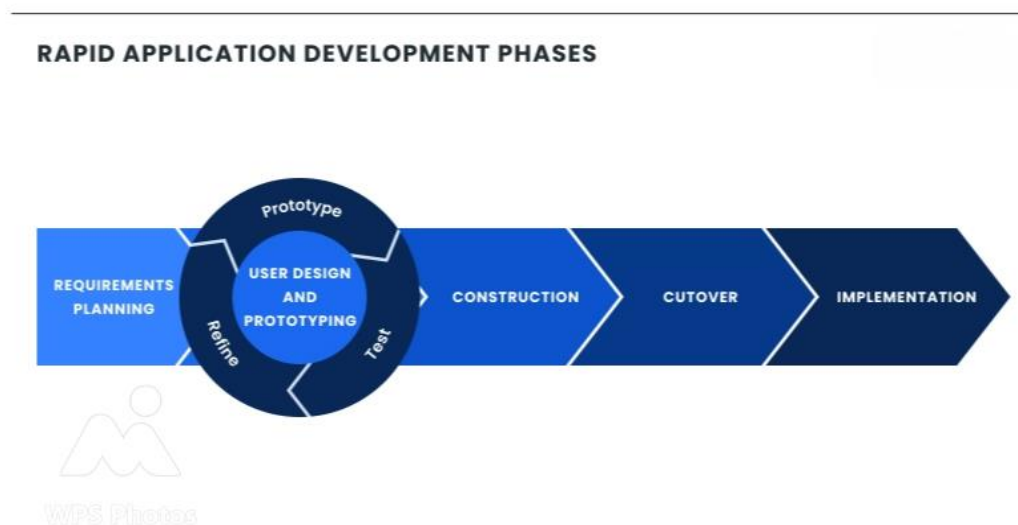 RAPID APPLICATION DEVELOPMENT PHASES
REQUIREMENTS
PLANNING
Prototype
Refine
Test
USER DESIGN
AND
PROTOTYPING
CONSTRUCTION
CUTOVER
IMPLEMENTATION
WPS Photos